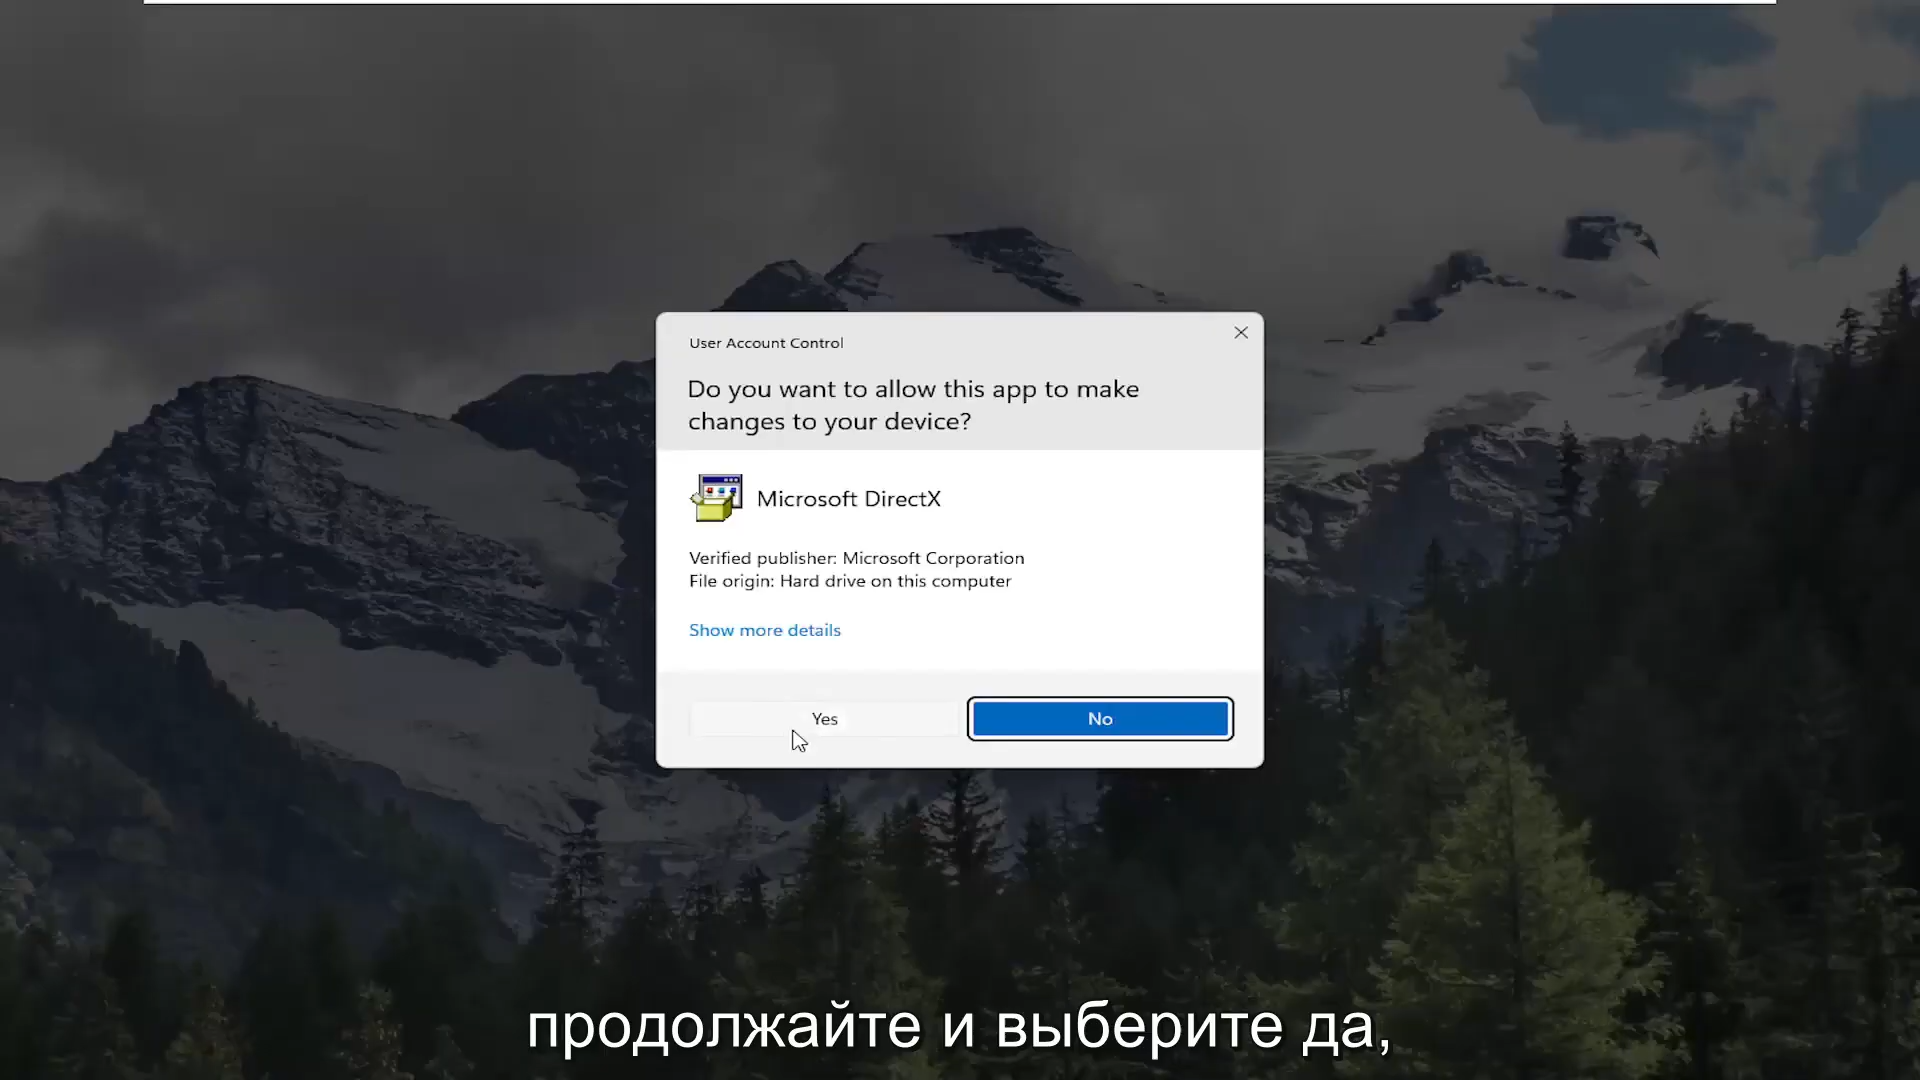 User Account Control
Do you want to allow this app to make
changes to your device?
Microsoft DirectX
Verified publisher: Microsoft Corporation
File origin: Hard drive on this computer
Show more details
Yes
No
продолжайте и выберите да,